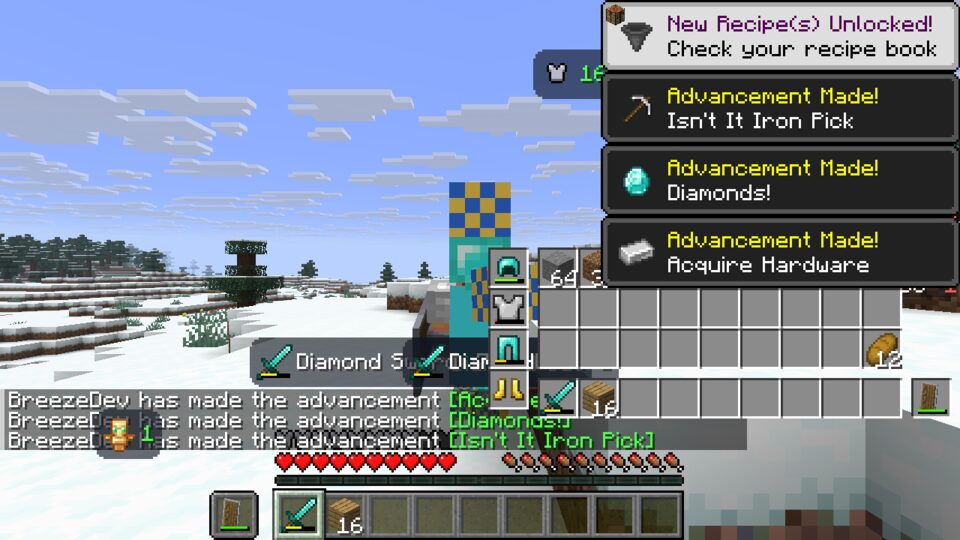 New Recipe(s) Unlocked!
Check your recipe book
16
Advancement Made!
Isn't It Iron Pick
Advancement Made!
Diamonds!
Advancement Made!
Acquire Hardware
64
12
Diamond
BreezeDev has made the advancement
BreezeDev has made the advancement [Diamonds!]
has made the advancement [Isn't It Iron Pick]
1
16
16